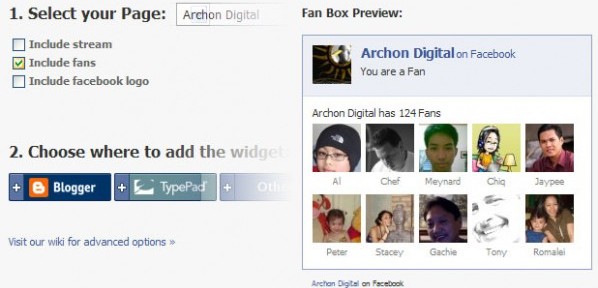 1. Select your Page: Archon Digital
Include stream
Include fans
Include facebook logo
2. Choose where to add the widget
Blogger
TypePad
Visit our wiki for advanced options »
Fan Box Preview:
Archon Digital on Facebook
You are a Fan
Archon Digital has 124 Fans
Al Chef Meynard Chiq Jaypee
Peter Stacey Gachie Tony Romalei
Archon Digital on Facebook